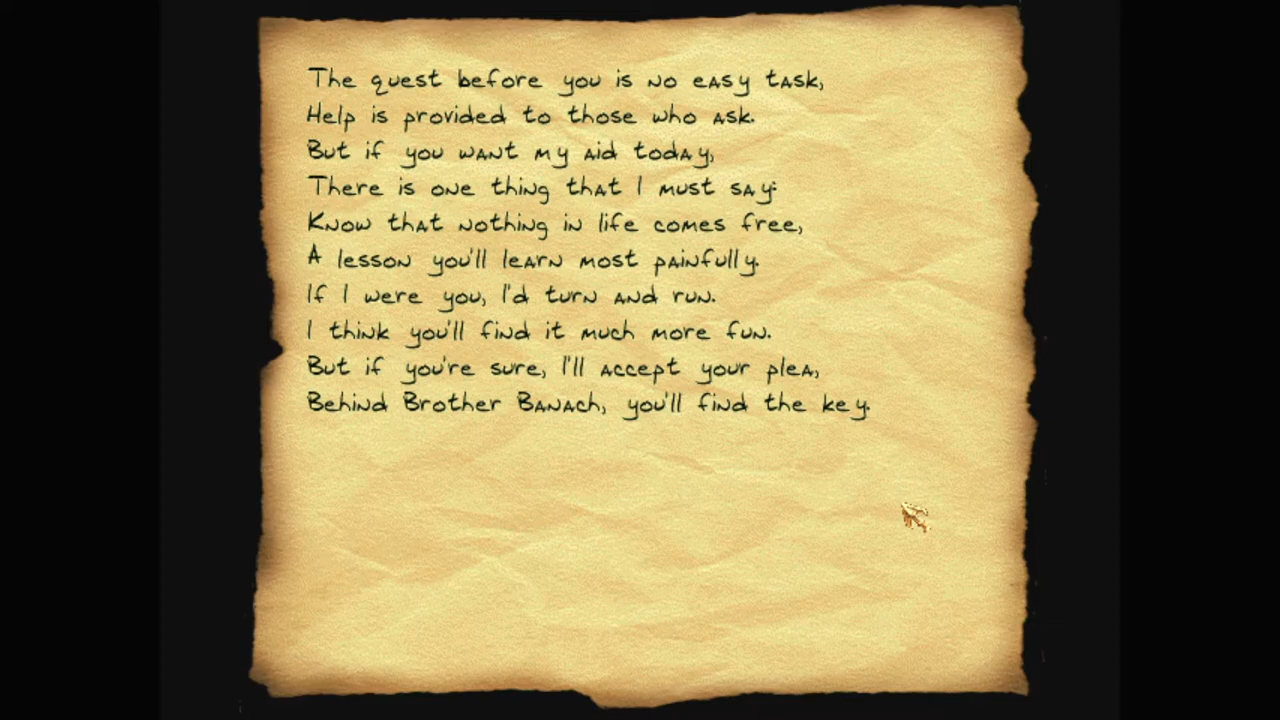 The quest before you is no easy task,
Help is provided to those who ask.
But if you want my aid today,
There is one thing that I must say:
Know that nothing in life comes free,
A lesson you'll learn most painfully.
If I were you, I'd turn and run.
I think you'll find it much more fun.
But if you're sure, I'll accept your plea,
Behind Brother Banach, you'll find the key.